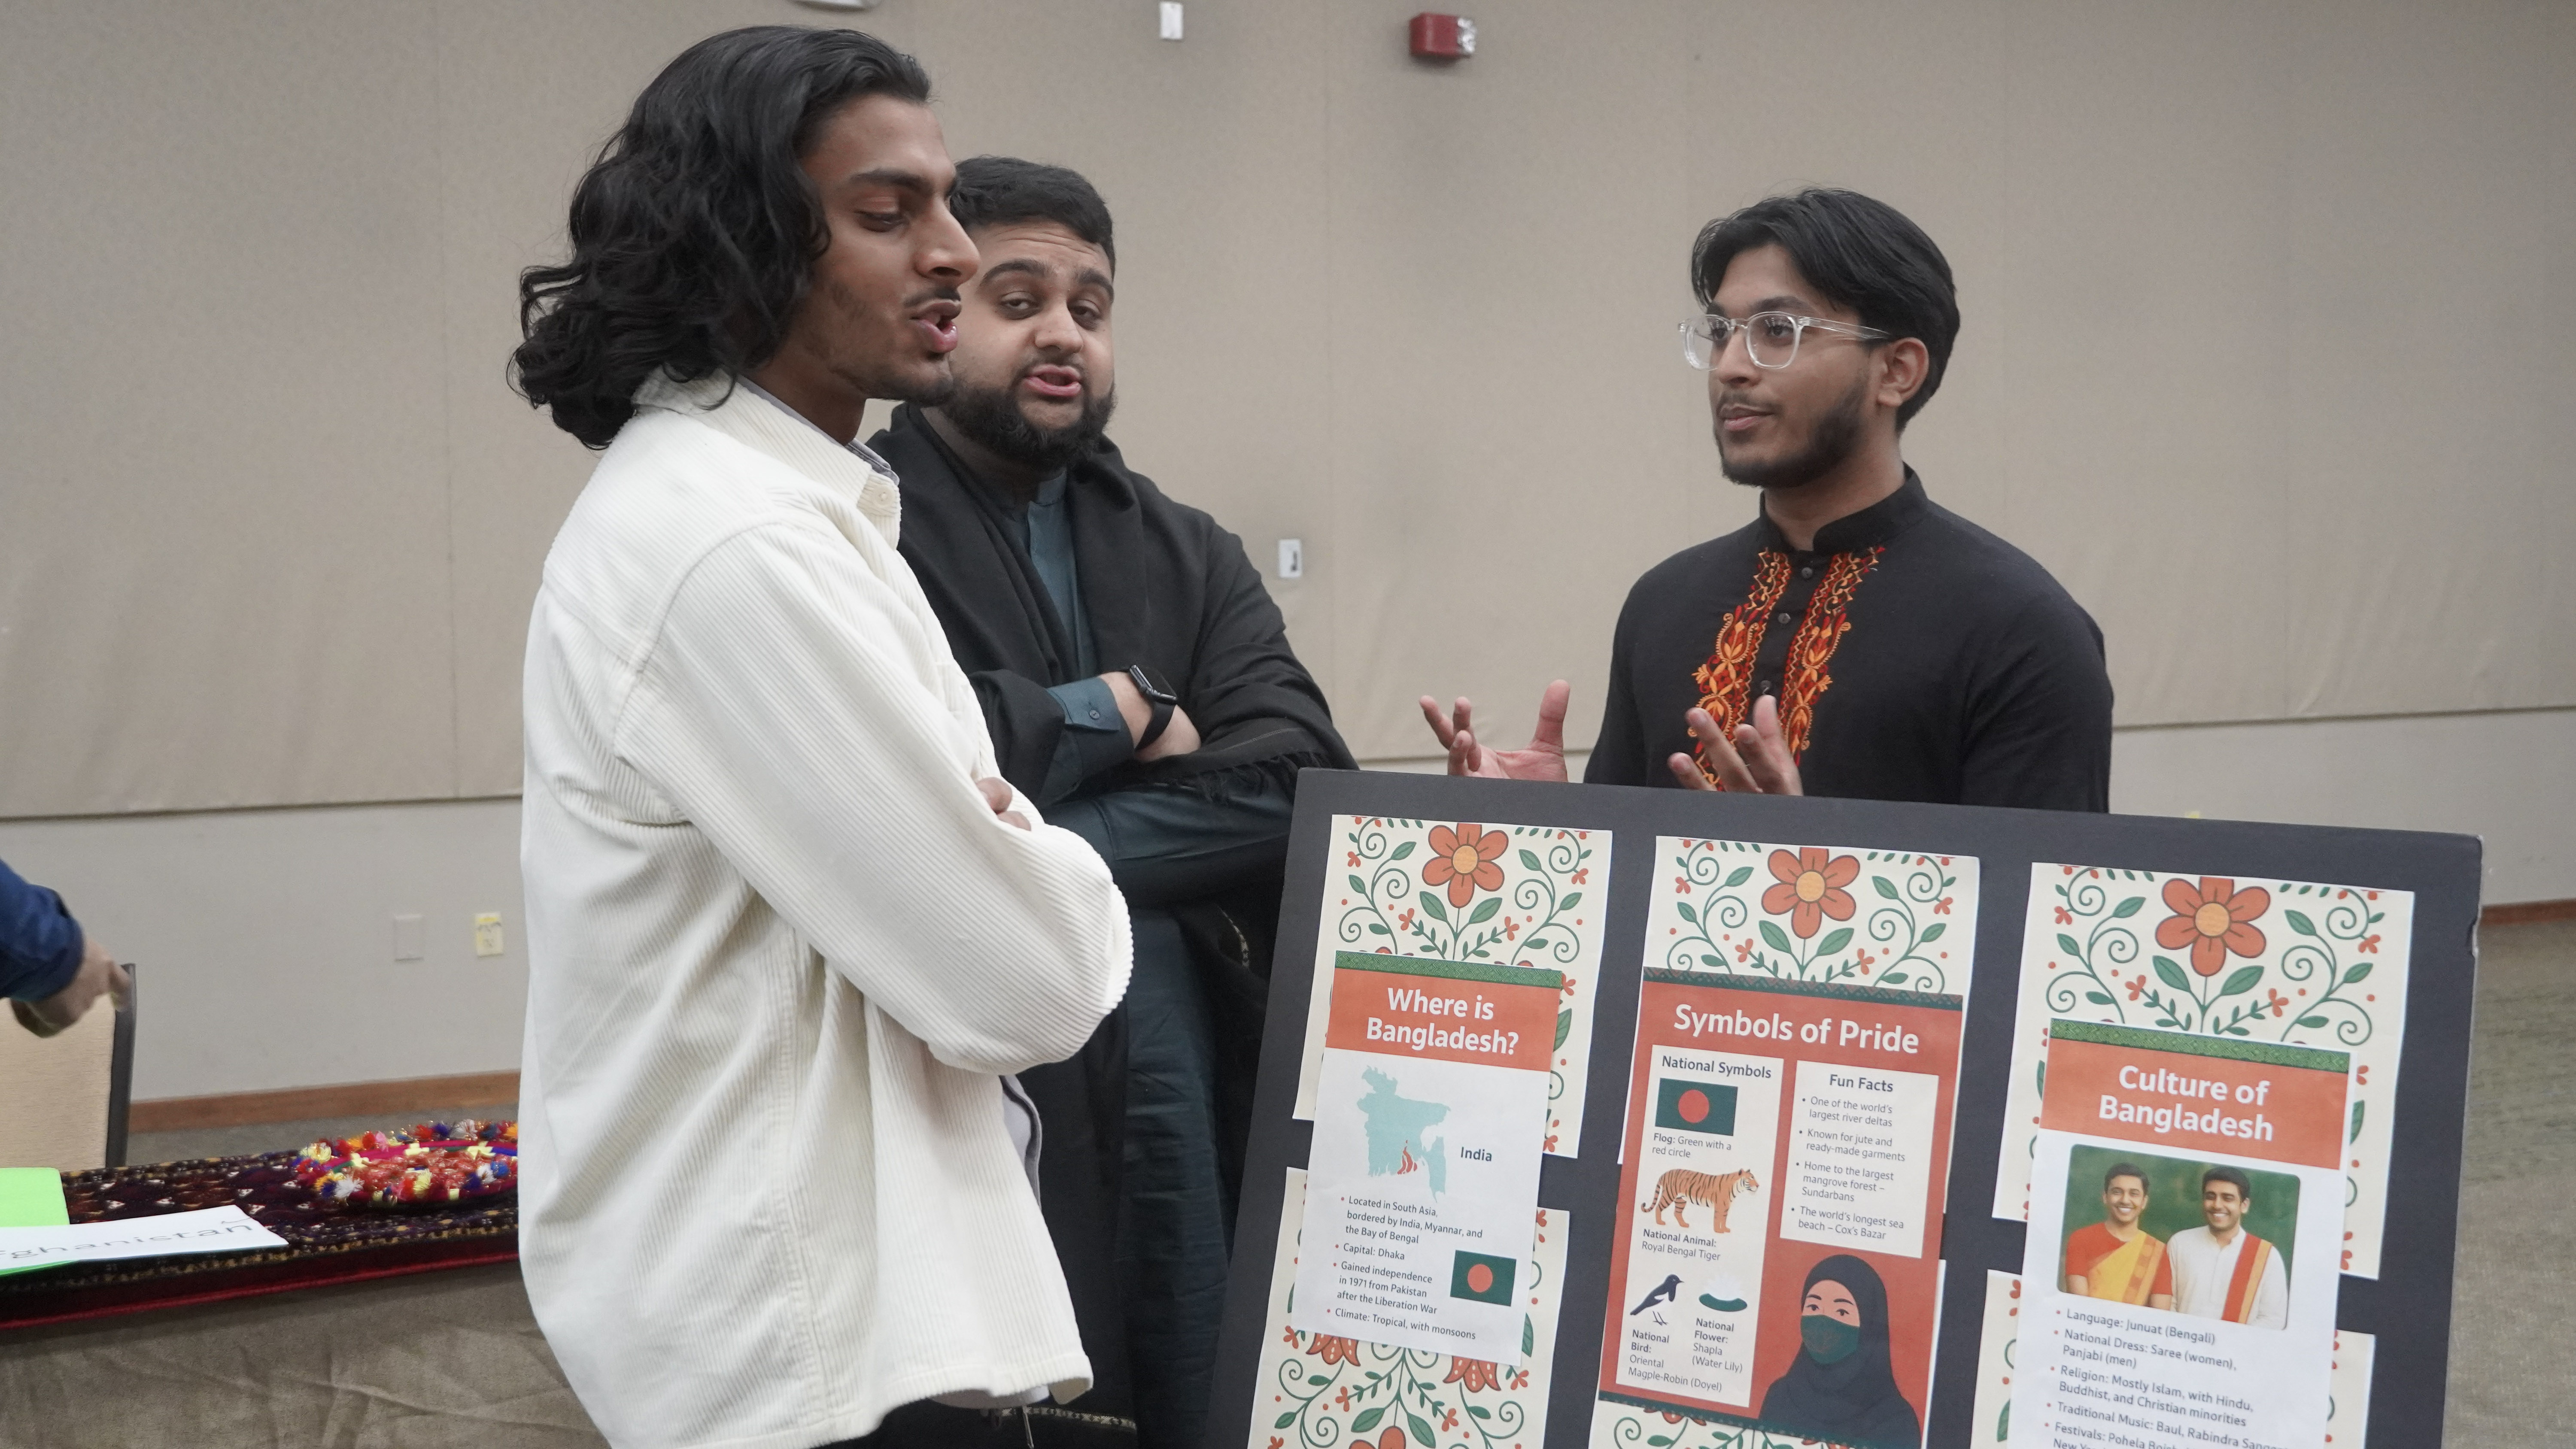 ghanistan
Where is
Bangladesh?
India
• Located in South Asia,
bordered by India, Myannar, and
the Bay of Bengal
• Capital: Dhaka
• Gained independence
in 1971 from Pakistan
after the Liberation War
• Climate: Tropical, with monsoons
Symbols of Pride
National Symbols
Flog: Green with a
red circle
National Animal:
Royal Bengal Tiger
National
Bird:
Oriental
Magple-Robin (Doyel)
National
Flower:
Shapla
(Water Lily)
Fun Facts
• One of the world's
largest river deltas
• Known for jute and
ready-made garments
• Home to the largest
mangrove forest –
Sundarbans
• The world's longest sea
beach – Cox's Bazar
Culture of
Bangladesh
• Language: Junuat (Bengali)
• National Dress: Saree (women),
Panjabi (men)
• Religion: Mostly Islam, with Hindu,
Buddhist, and Christian minorities
• Traditional Music: Baul, Rabindra
• Festivals: Pohela
New